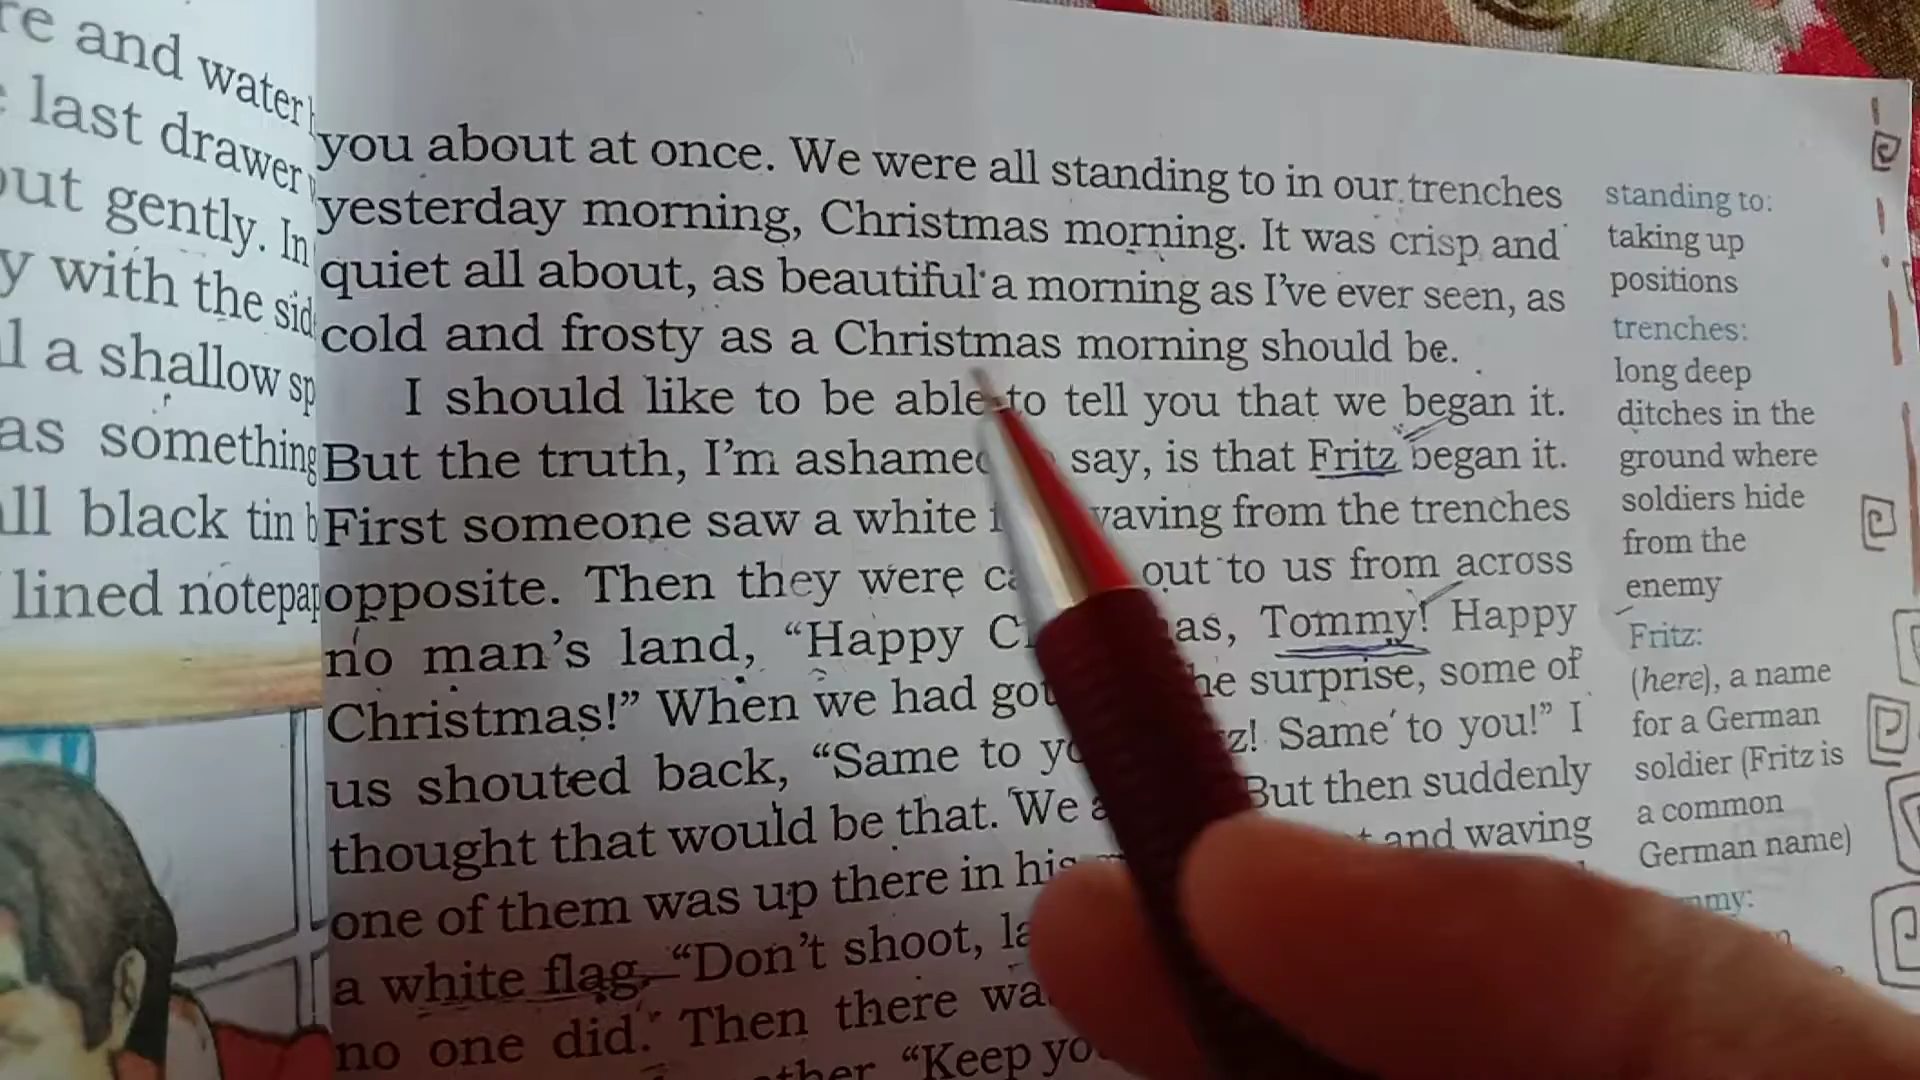 re and water
last drawer
out gently. In
y with the sid
l a shallow sp
as something
all black tin b
lined notepap
you about at once. We were all standing to in our trenches
yesterday morning, Christmas morning. It was crisp and
quiet all about, as beautiful a morning as I've ever seen, as
cold and frosty as a Christmas morning should be.
I should like to be able to tell you that we began it.
But the truth, I'm ashamed say, is that Fritz began it.
First someone saw a white waving from the trenches
opposite. Then they were out to us from across
no man's land, "Happy as, Tommy! Happy
Christmas!" When we had got surprise, some of
us shouted back, "Same to Same to you!" I
thought that would be that. We But then suddenly
one of them was up there in his and waving
a white flag. "Don't shoot,
no one did. Then there
"Keep
standing to:
taking up
positions
trenches:
long deep
ditches in the
ground where
soldiers hide
from the
enemy
Fritz:
(here), a name
for a German
soldier (Fritz is
a common
German name)